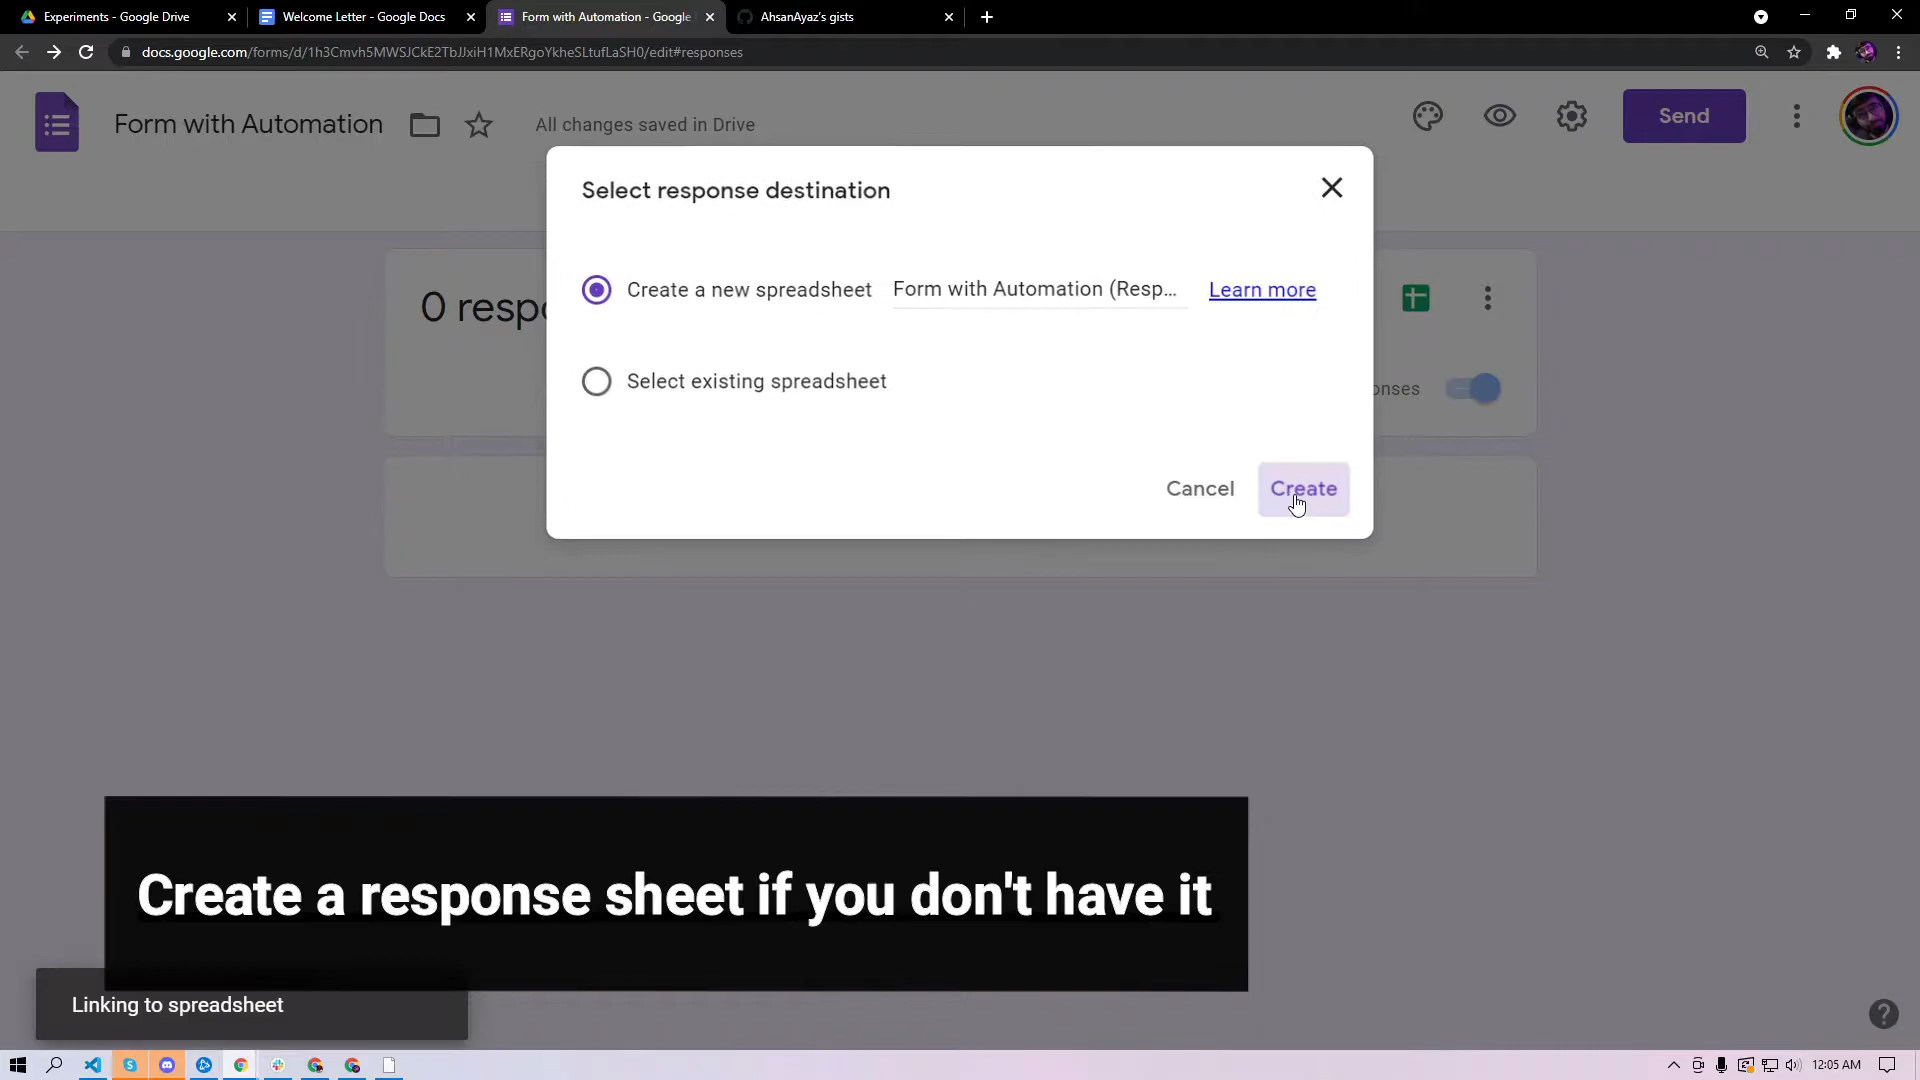 Experiments - Google Drive
Welcome Letter - Google Docs
Form with Automation - Google
AhsanAyaz's gists
docs.google.com/forms/d/1h3Cmvh5MWSJCkE2TbJJxiH1MxERgoYkheSLtufLaSH0/edit#responses
Form with Automation
All changes saved in Drive
Send
Select response destination
Create a new spreadsheet Form with Automation (Resp... Learn more
0 respo
Select existing spreadsheet
onses
Cancel Create
Create a response sheet if you don't have it
Linking to spreadsheet
12:05 AM